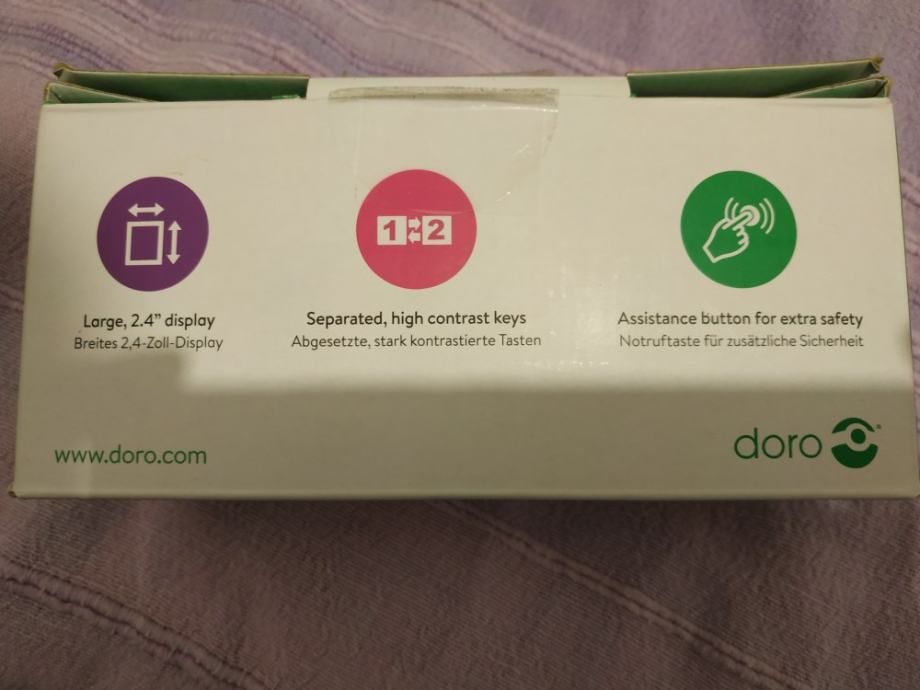 1 2
Large, 2.4” display
Breites 2,4-Zoll-Display
Separated, high contrast keys
Abgesetzte, stark kontrastierte Tasten
Assistance button for extra safety
Notruftaste für zusätzliche Sicherheit
www.doro.com
doro